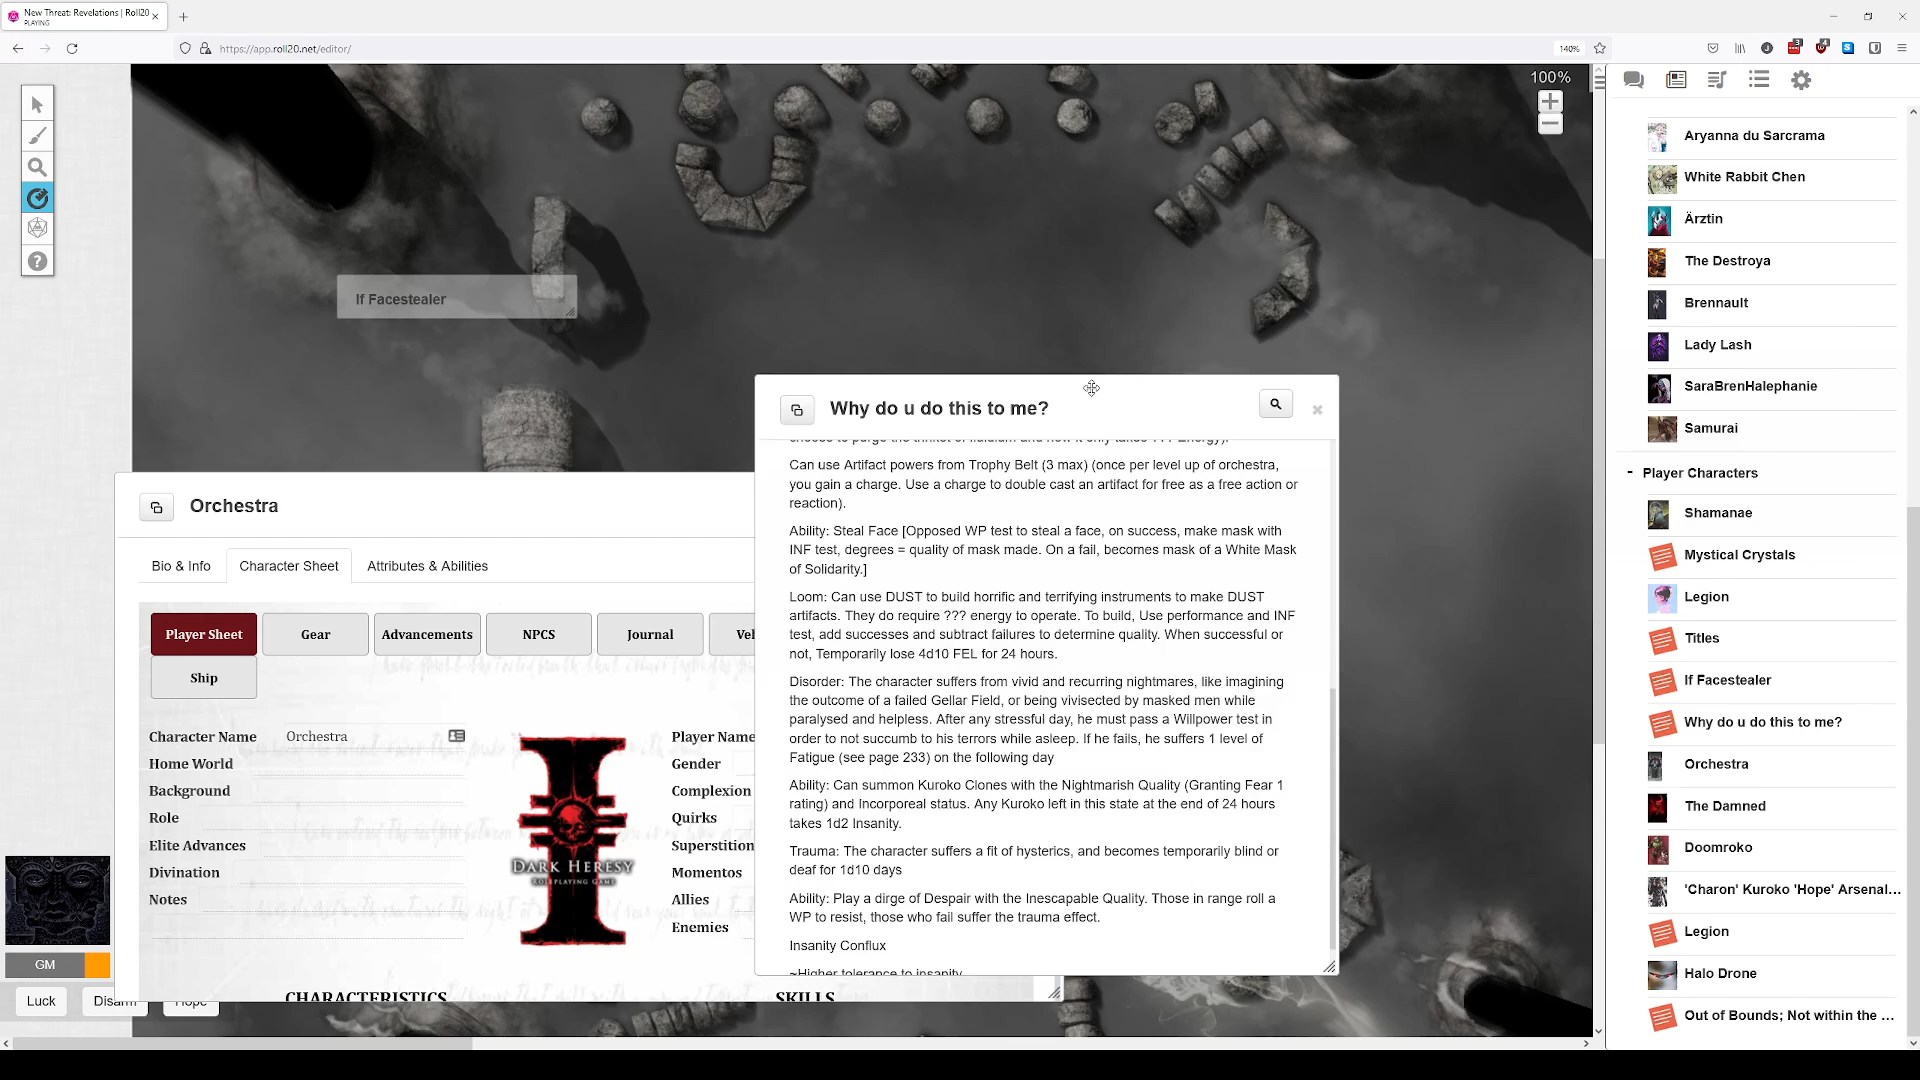 New Threat: Revelations | Roll20
PLAYING
https://app.roll20.net/editor/
140%
3
4
100%
If Facestealer
Why do u do this to me?
Can use Artifact powers from Trophy Belt (3 max) (once per level up of orchestra,
you gain a charge. Use a charge to double cast an artifact for free as a free action or
reaction).
Ability: Steal Face [Opposed WP test to steal a face, on success, make mask with
INF test, degrees = quality of mask made. On a fail, becomes mask of a White Mask
of Solidarity.]
Loom: Can use DUST to build horrific and terrifying instruments to make DUST
artifacts. They do require ??? energy to operate. To build, Use performance and INF
test, add successes and subtract failures to determine quality. When successful or
not, Temporarily lose 4d10 FEL for 24 hours.
Disorder: The character suffers from vivid and recurring nightmares, like imagining
the outcome of a failed Gellar Field, or being vivisected by masked men while
paralysed and helpless. After any stressful day, he must pass a Willpower test in
order to not succumb to his terrors while asleep. If he fails, he suffers 1 level of
Fatigue (see page 233) on the following day
Ability: Can summon Kuroko Clones with the Nightmarish Quality (Granting Fear 1
rating) and Incorporeal status. Any Kuroko left in this state at the end of 24 hours
takes 1d2 Insanity.
Trauma: The character suffers a fit of hysterics, and becomes temporarily blind or
deaf for 1d10 days
Ability: Play a dirge of Despair with the Inescapable Quality. Those in range roll a
WP to resist, those who fail suffer the trauma effect.
Insanity Conflux
~Higher tolerance to insanity
Orchestra
Bio & Info
Character Sheet
Attributes & Abilities
Player Sheet
Gear
Advancements
NPCS
Journal
Vel
Ship
Character Name
Orchestra
Home World
Background
Role
Elite Advances
Divination
Notes
DARK HERESY
ROLEPLAYING GAME
Player Name
Gender
Complexion
Quirks
Superstition
Momentos
Allies
Enemies
CHARACTERISTICS
SKILLS
GM
Luck
Disarm
Hope
Aryanna du Sarcrama
White Rabbit Chen
Ärztin
The Destroya
Brennault
Lady Lash
SaraBrenHalephanie
Samurai
- Player Characters
Shamanae
Mystical Crystals
Legion
Titles
If Facestealer
Why do u do this to me?
Orchestra
The Damned
Doomroko
'Charon' Kuroko 'Hope' Arsenal...
Legion
Halo Drone
Out of Bounds; Not within the ...